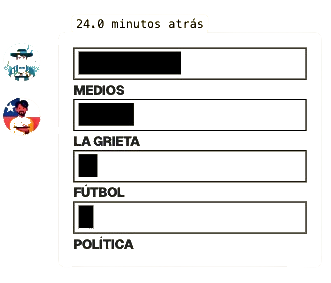 24.0 minutos atrás
MEDIOS
LA GRIETA
FÚTBOL
POLÍTICA